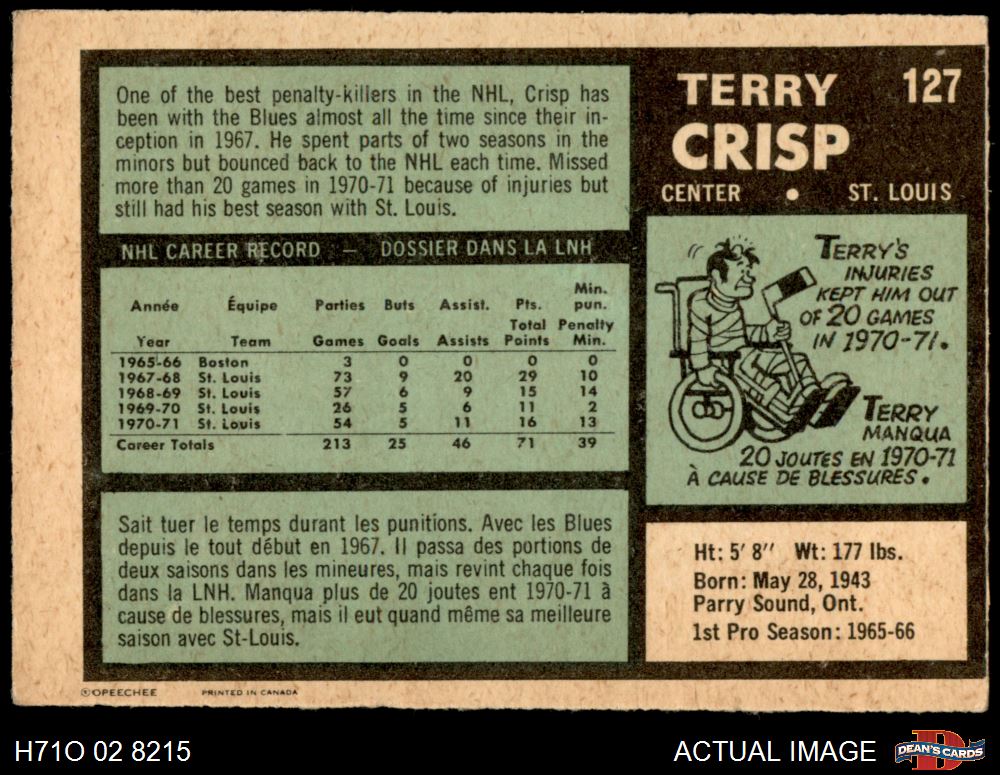 One of the best penalty-killers in the NHL, Crisp has
been with the Blues almost all the time since their in-
ception in 1967. He spent parts of two seasons in the
minors but bounced back to the NHL each time. Missed
more than 20 games in 1970-71 because of injuries but
still had his best season with St. Louis.
NHL CAREER RECORD — DOSSIER DANS LA LNH
Année Équipe Parties Buts Assist. Pts. Min. pun.
Year Team Games Goals Assists Total Points Penalty Min.
1965-66 Boston 3 0 0 0 0
1967-68 St. Louis 73 9 20 29 10
1968-69 St. Louis 57 6 9 15 14
1969-70 St. Louis 26 5 6 11 2
1970-71 St. Louis 54 5 11 16 13
Career Totals 213 25 46 71 39
Sait tuer le temps durant les punitions. Avec les Blues
depuis le tout début en 1967. Il passa des portions de
deux saisons dans les mineures, mais revint chaque fois
dans la LNH. Manqua plus de 20 joutes ent 1970-71 à
cause de blessures, mais il eut quand même sa meilleure
saison avec St-Louis.
©OPEECHEE PRINTED IN CANADA
TERRY 127
CRISP
CENTER • ST. LOUIS
TERRY'S
INJURIES
KEPT HIM OUT
OF 20 GAMES
IN 1970-71.
TERRY
MANQUA
20 JOUTES EN 1970-71
À CAUSE DE BLESSURES.
Ht: 5' 8" Wt: 177 lbs.
Born: May 28, 1943
Parry Sound, Ont.
1st Pro Season: 1965-66
H71O 02 8215 ACTUAL IMAGE DEAN'S CARDS